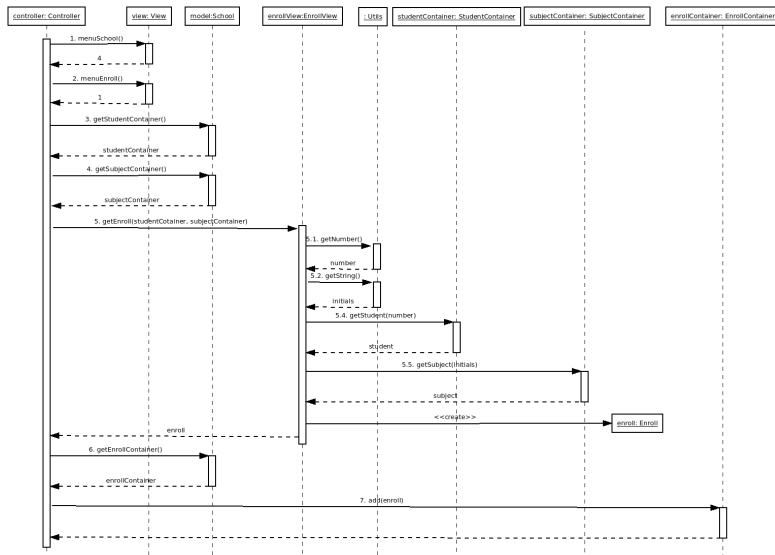 controller: Controller
view: View
model:School
enrollView:EnrollView
: Utils
studentContainer: StudentContainer
subjectContainer: SubjectContainer
enrollContainer: EnrollContainer
1. menuSchool()
4
2. menuEnroll()
1
3. getStudentContainer()
studentContainer
4. getSubjectContainer()
subjectContainer
5. getEnroll(studentCotainer, subjectContainer)
5.1. getNumber()
number
5.2. getString()
initials
5.4. getStudent(number)
student
5.5. getSubject(initials)
subject
<<create>>
enroll: Enroll
enroll
6. getEnrollContainer()
enrollContainer
7. add(enroll)